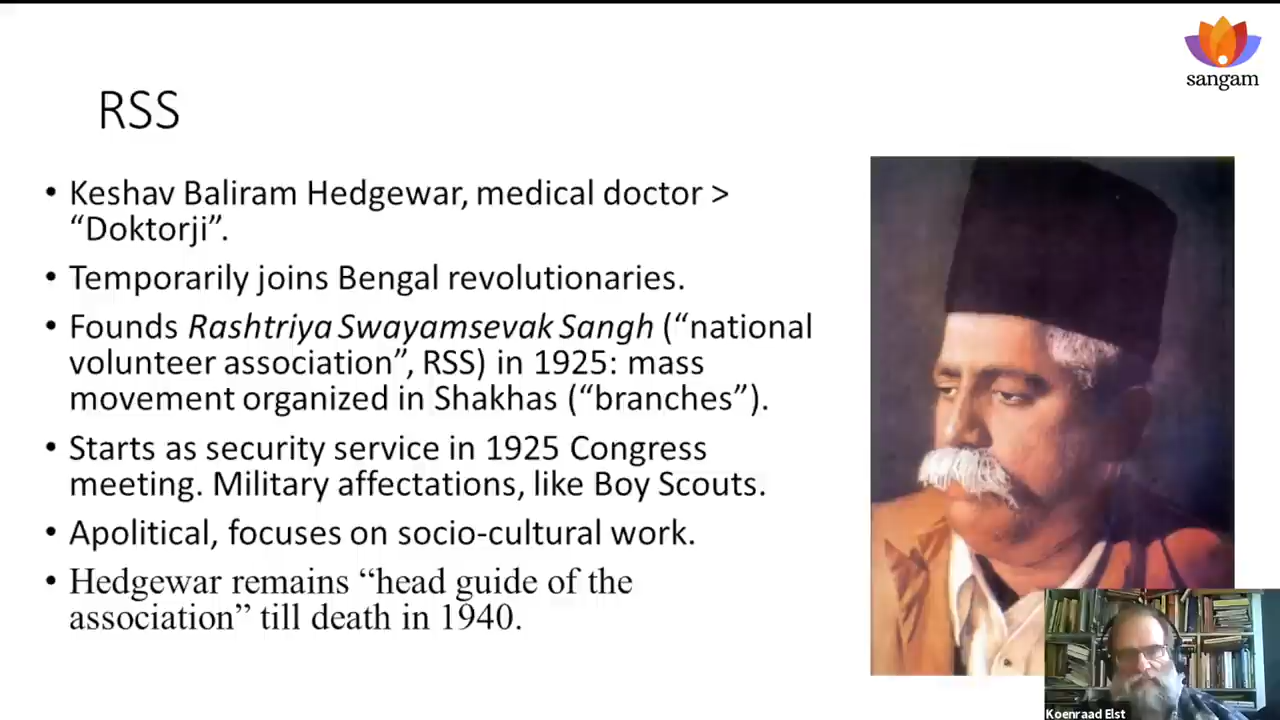 sangam
RSS
• Keshav Baliram Hedgewar, medical doctor >
“Doktorji”.
• Temporarily joins Bengal revolutionaries.
• Founds Rashtriya Swayamsevak Sangh (“national
volunteer association”, RSS) in 1925: mass
movement organized in Shakhas (“branches”).
• Starts as security service in 1925 Congress
meeting. Military affectations, like Boy Scouts.
• Apolitical, focuses on socio-cultural work.
• Hedgewar remains “head guide of the
association” till death in 1940.
Koenraad Elst